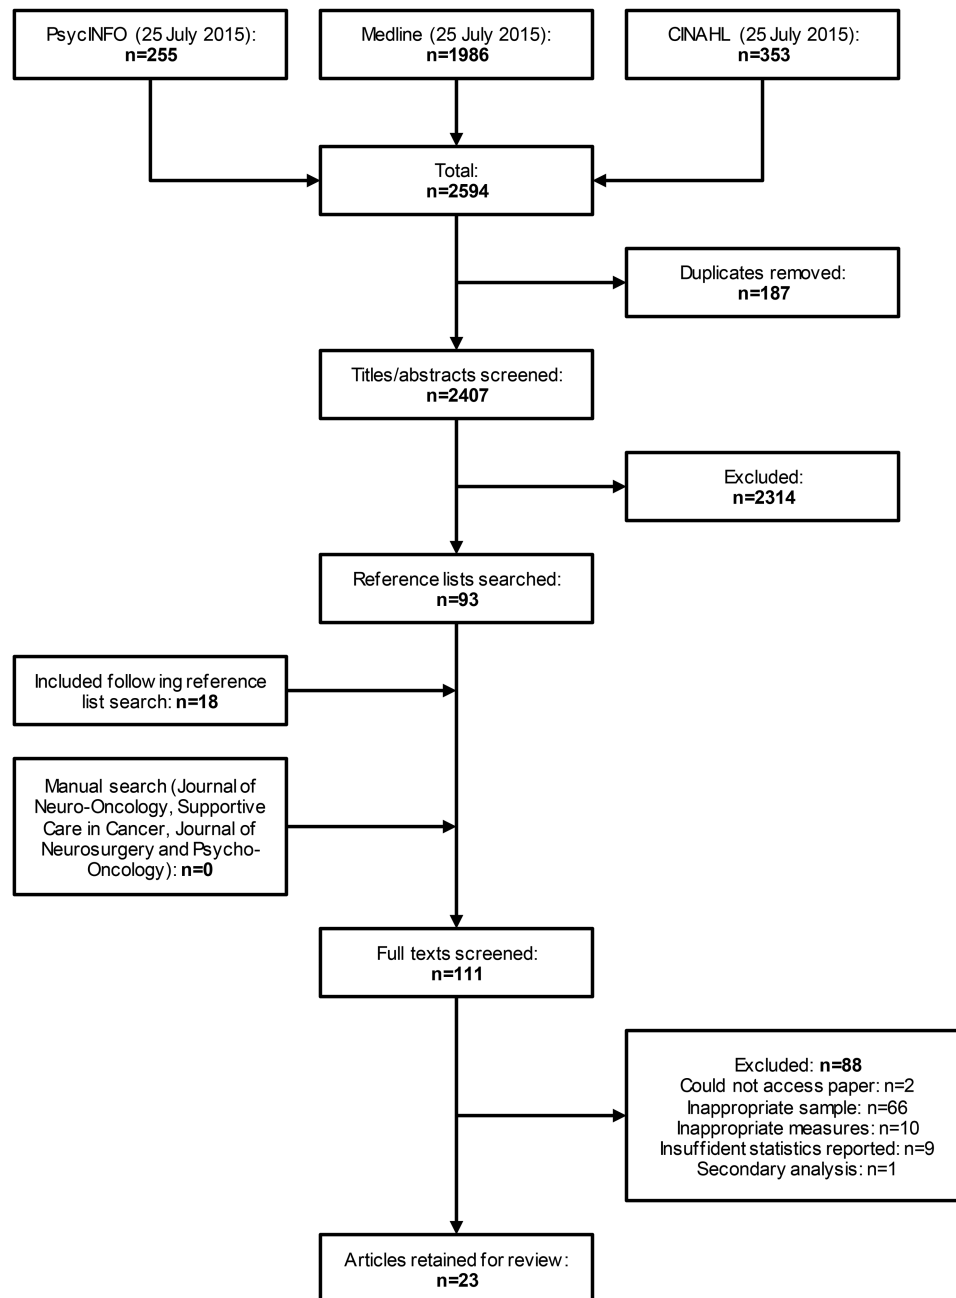 PsycINFO (25 July 2015):
n=255
Medline (25 July 2015):
n=1986
CINAHL (25 July 2015):
n=353
Total:
n=2594
Duplicates removed:
n=187
Titles/abstracts screened:
n=2407
Excluded:
n=2314
Reference lists searched:
n=93
Included following reference
list search: n=18
Manual search (Journal of
Neuro-Oncology, Supportive
Care in Cancer, Journal of
Neurosurgery and Psycho-
Oncology): n=0
Full texts screened:
n=111
Excluded: n=88
Could not access paper: n=2
Inappropriate sample: n=66
Inappropriate measures: n=10
Insuffident statistics reported: n=9
Secondary analysis: n=1
Articles retained for review:
n=23